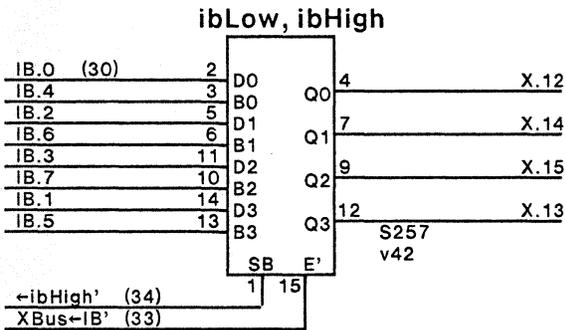 ibLow, ibHigh
IB.0 (30) 2 D0
IB.4 3 B0
4 Q0 X.12
IB.2 5 D1
IB.6 6 B1
7 Q1 X.14
IB.3 11 D2
IB.7 10 B2
9 Q2 X.15
IB.1 14 D3
IB.5 13 B3
12 Q3 X.13
S257
v42
SB E'
1 15
←ibHigh' (34)
XBus←IB' (33)